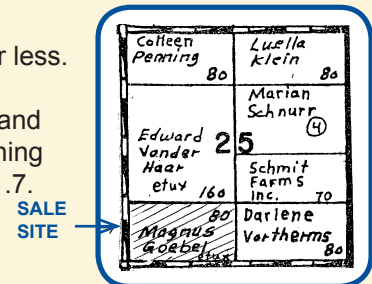 r less.
and
ning
.7.
SALE
SITE
Colleen
Penning
80
Luella
Klein
80
Marian
Schnurr
4
25
Edward
Vander
Haar
etux
160
Schmit
Farms
Inc.
70
80
Magnus
Goebel
etux
Darlene
Vortherms
80